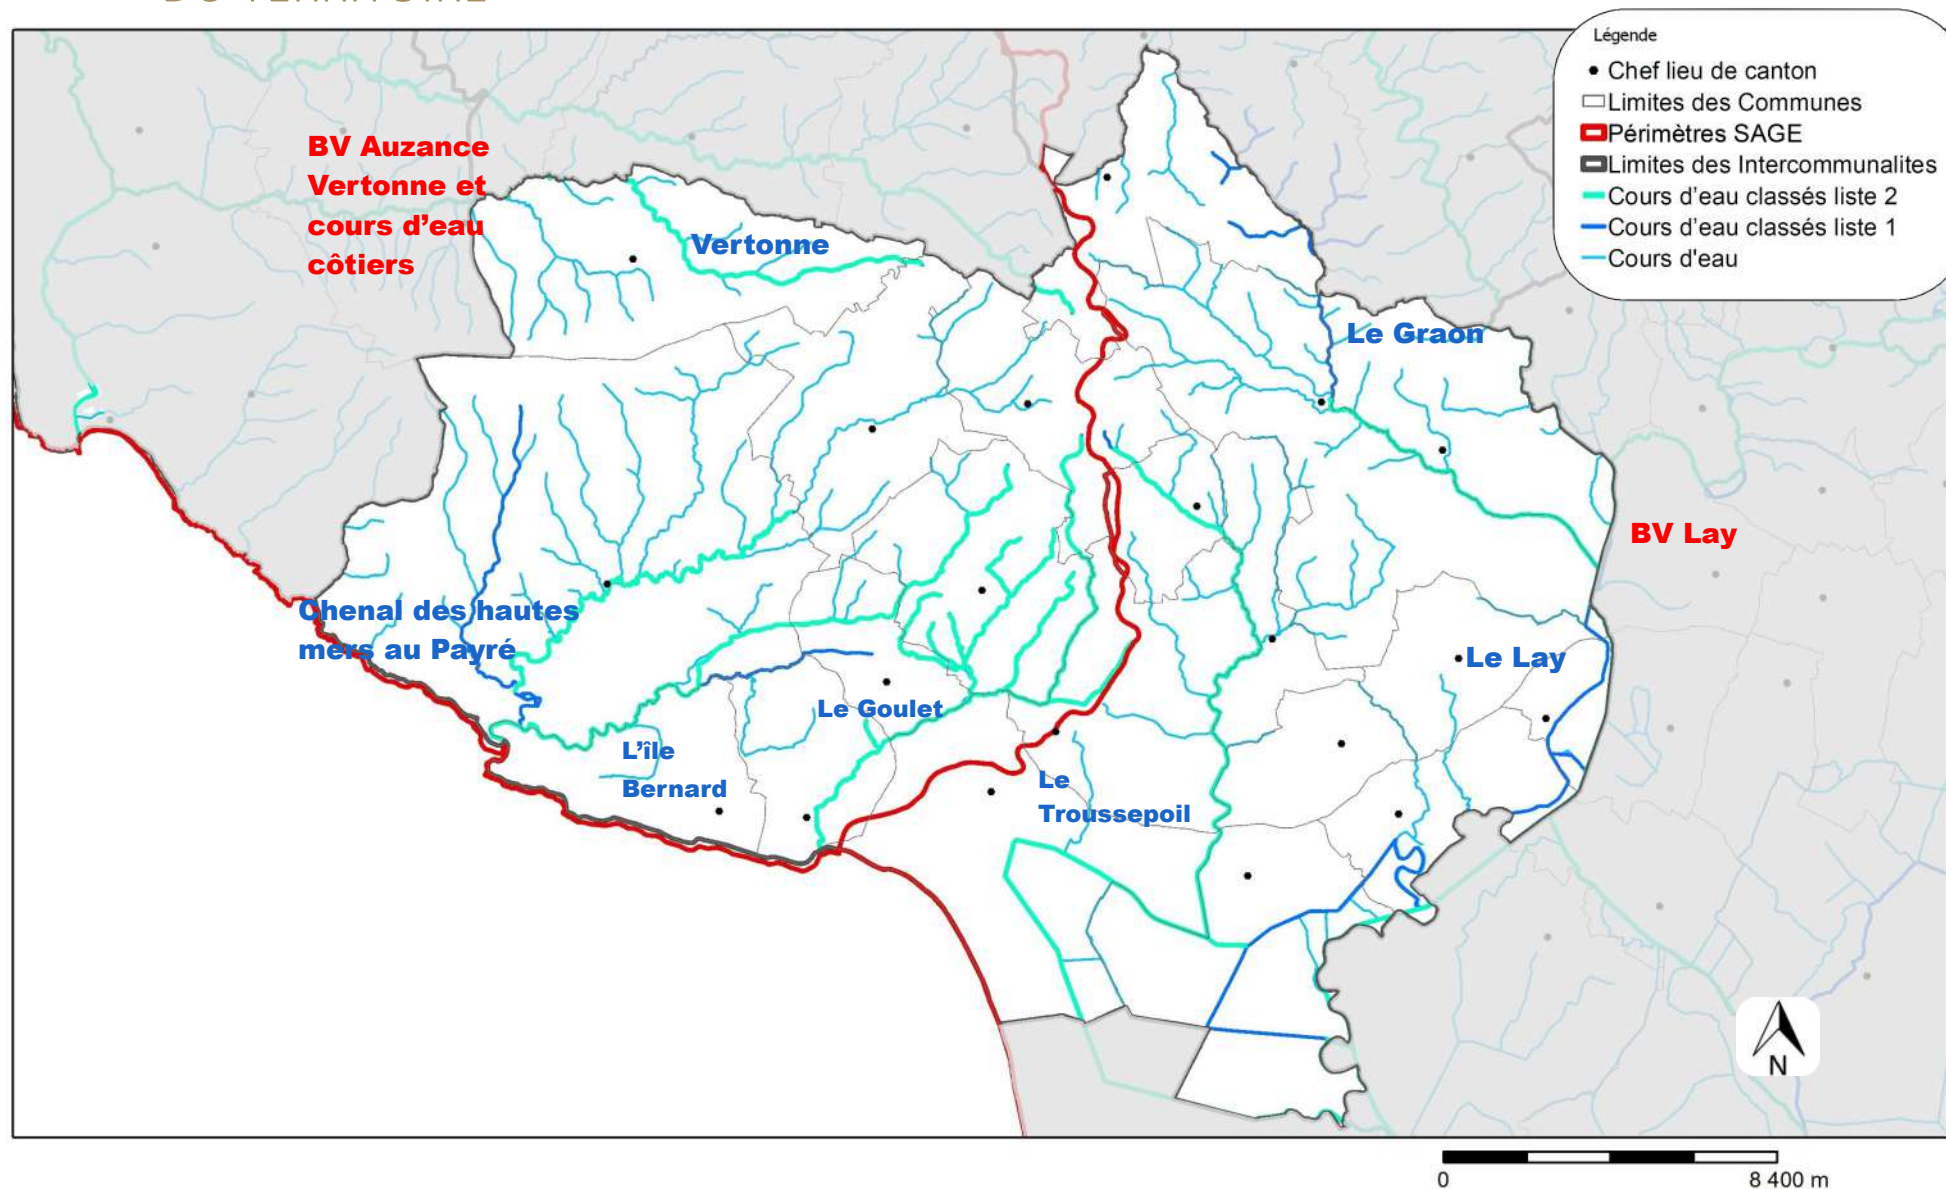 DU TERRITOIRE
Légende
Chef lieu de canton
Limites des Communes
Périmètres SAGE
Limites des Intercommunalites
Cours d'eau classés liste 2
Cours d'eau classés liste 1
Cours d'eau
BV Auzance
Vertonne et
cours d'eau
côtiers
Vertonne
Le Graon
BV Lay
Chenal des hautes
mers au Payré
Le Lay
Le Goulet
L'île
Bernard
Le
Troussepoil
N
0 8 400 m